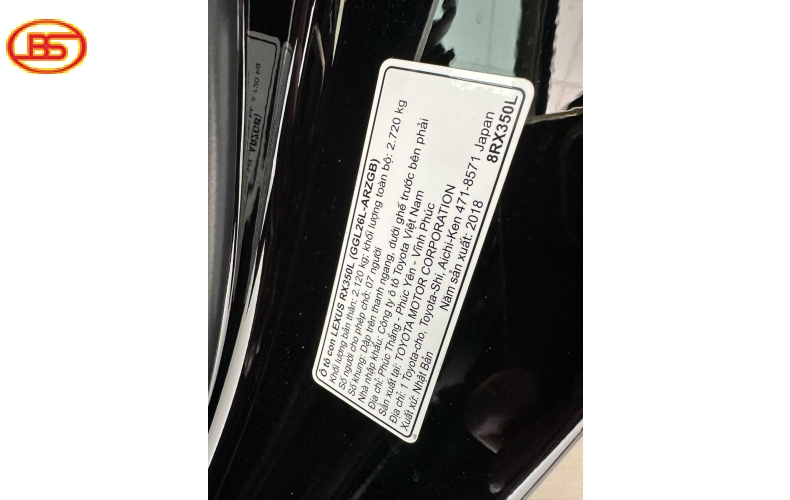 BS
Ô tô con LEXUS RX350L (GGL26L-ARZGB)
Khối lượng bản thân: 2.120 kg; khối lượng toàn bộ: 2.720 kg
Số người cho phép chở: 07 người
Số khung: Dập trên thanh ngang, dưới ghế trước bên phải
Nhà nhập khẩu: Công ty ô tô Toyota Việt Nam
Địa chỉ: Phúc Thắng - Phúc Yên - Vĩnh Phúc
Sản xuất tại: TOYOTA MOTOR CORPORATION
Địa chỉ: 1 Toyota-cho, Toyota-Shi, Aichi-Ken 471-8571 Japan
Xuất xứ: Nhật Bản Năm sản xuất: 2018
8RX350L